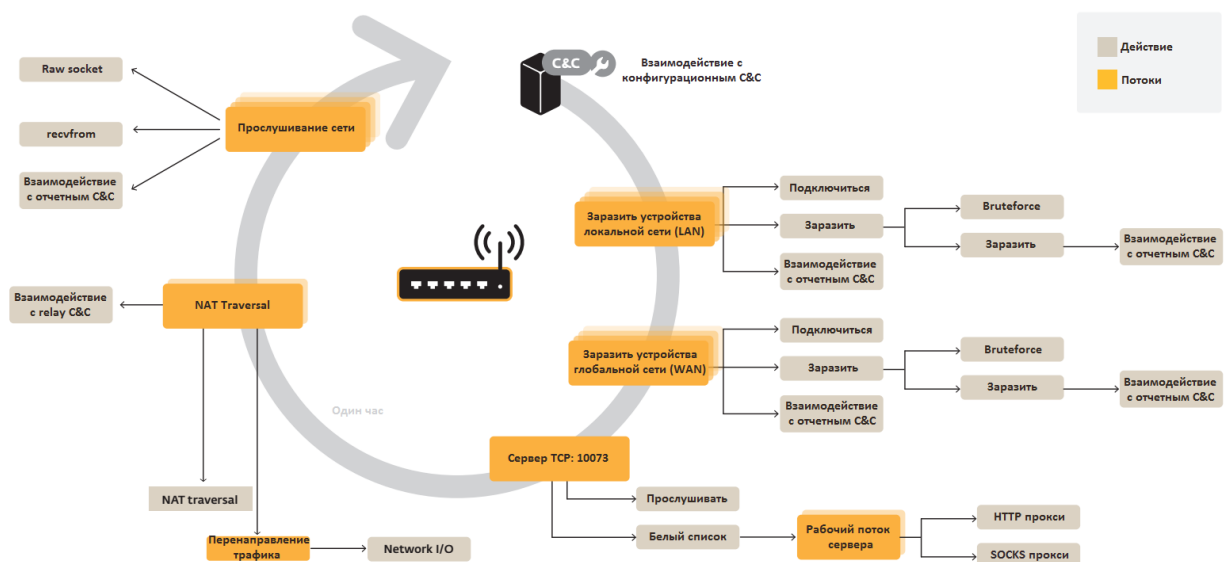 C&C
Взаимодействие с
конфигурационным C&C
Действие
Потоки
Raw socket
recvfrom
Взаимодействие
с отчетным C&C
Прослушивание сети
Заразить устройства
локальной сети (LAN)
Подключиться
Заразить
Взаимодействие
с отчетным C&C
Bruteforce
Заразить
Взаимодействие
с отчетным C&C
Взаимодействие
с relay C&C
NAT Traversal
Заразить устройства
глобальной сети (WAN)
Подключиться
Заразить
Взаимодействие
с отчетным C&C
Bruteforce
Заразить
Взаимодействие
с отчетным C&C
Один час
Сервер TCP: 10073
NAT traversal
Перенаправление
трафика
Network I/O
Прослушивать
Белый список
Рабочий поток
сервера
HTTP прокси
SOCKS прокси